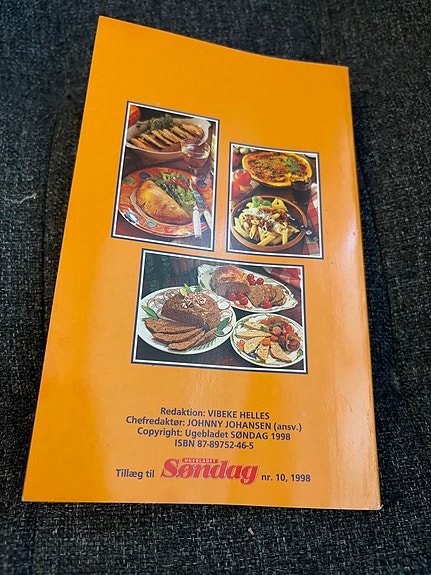 Redaktion: VIBEKE HELLES
Chefredaktør: JOHNNY JOHANSEN (ansv.)
Copyright: Ugebladet SØNDAG 1998
ISBN 87-89752-46-5
UGEBLADET
Tillæg til Søndag nr. 10, 1998